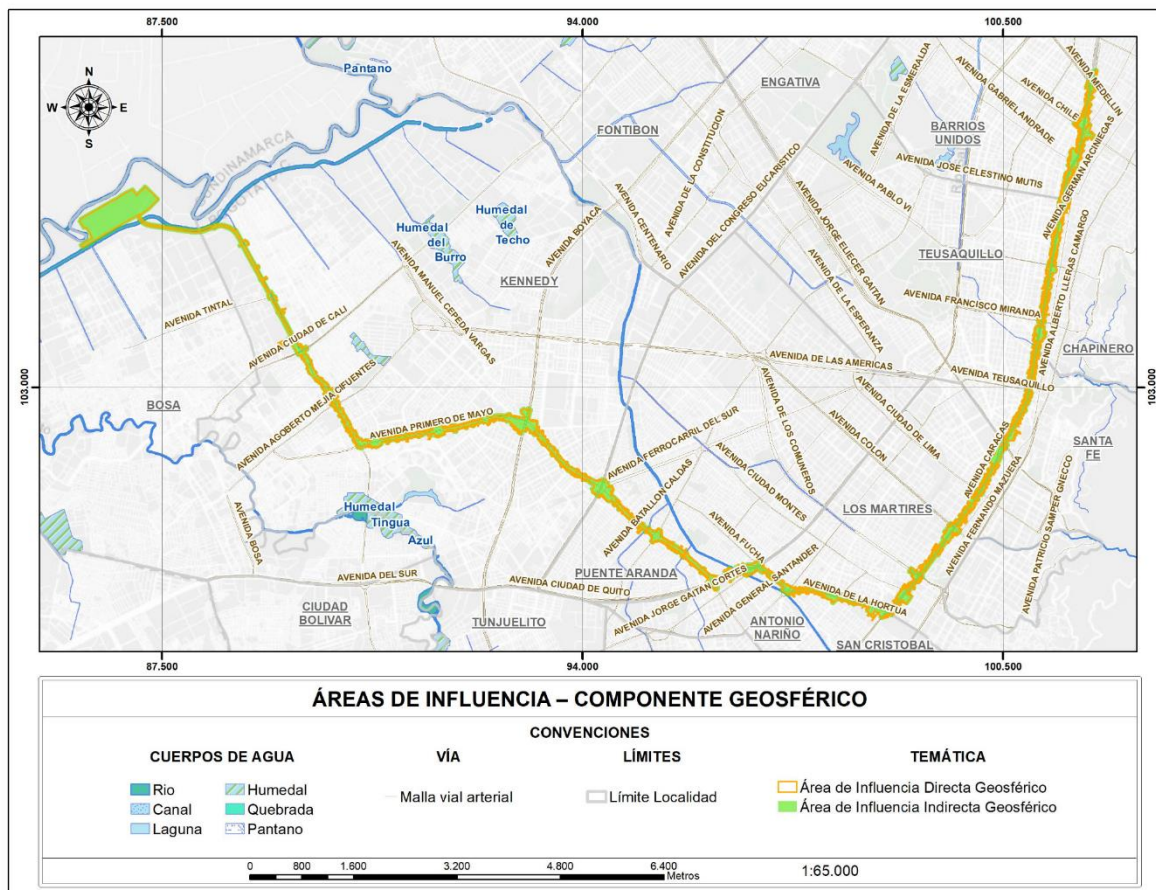 87.500
94.000
100.500
N
W
E
S
Pantano
ENGATIVA
AVENIDA DE LA ESMERALDA
AVENIDA MEDELLIN
AVENIDA CHILE
AVENIDA GABRIEL ANDRADE
FONTIBON
BARRIOS
UNIDOS
AVENIDA DE LA CONSTITUCION
AVENIDA DEL CONGRESO EUCARISTICO
AVENIDA JOSE CELESTINO MUTIS
AVENIDA PABLO VI
AVENIDA GERMAN ARCINIEGAS
Humedal
de
Techo
Humedal
del
Burro
AVENIDA BOYACA
AVENIDA CENTENARIO
AVENIDA JORGE ELIECER GAITAN
TEUSAQUILLO
KENNEDY
AVENIDA MANUEL CEPEDA VARGAS
AVENIDA DE LA ESPERANZA
AVENIDA FRANCISCO MIRANDA
AVENIDA ALBERTO LLERAS CAMARGO
AVENIDA TINTAL
AVENIDA CIUDAD DE CALI
CHAPINERO
AVENIDA DE LAS AMERICAS
AVENIDA TEUSAQUILLO
103.000
103.000
BOSA
AVENIDA AGOBERTO MEJIA CIFUENTES
AVENIDA PRIMERO DE MAYO
AVENIDA FERROCARRIL DEL SUR
AVENIDA DE LOS COMUNEROS
AVENIDA CIUDAD DE LIMA
AVENIDA COLON
AVENIDA CARACAS
SANTA
FE
AVENIDA CIUDAD MONTES
AVENIDA BATALLON CALDAS
LOS MARTIRES
AVENIDA FERNANDO MAZUERA
AVENIDA PATRICIO SAMPER GNECCO
Humedal
Tingua
Azul
AVENIDA BOSA
AVENIDA FUCHA
AVENIDA DEL SUR
PUENTE ARANDA
AVENIDA CIUDAD DE QUITO
AVENIDA JORGE GAITAN CORTES
AVENIDA GENERAL SANTANDER
AVENIDA DE LA HORTUA
CIUDAD
BOLIVAR
TUNJUELITO
ANTONIO
NARIÑO
SAN CRISTOBAL
87.500
94.000
100.500
ÁREAS DE INFLUENCIA – COMPONENTE GEOSFÉRICO
CONVENCIONES
CUERPOS DE AGUA
VÍA
LÍMITES
TEMÁTICA
Rio
Humedal
Canal
Quebrada
Laguna
Pantano
Malla vial arterial
Límite Localidad
Área de Influencia Directa Geosférico
Área de Influencia Indirecta Geosférico
0 800 1.600 3.200 4.800 6.400
Metros
1:65.000